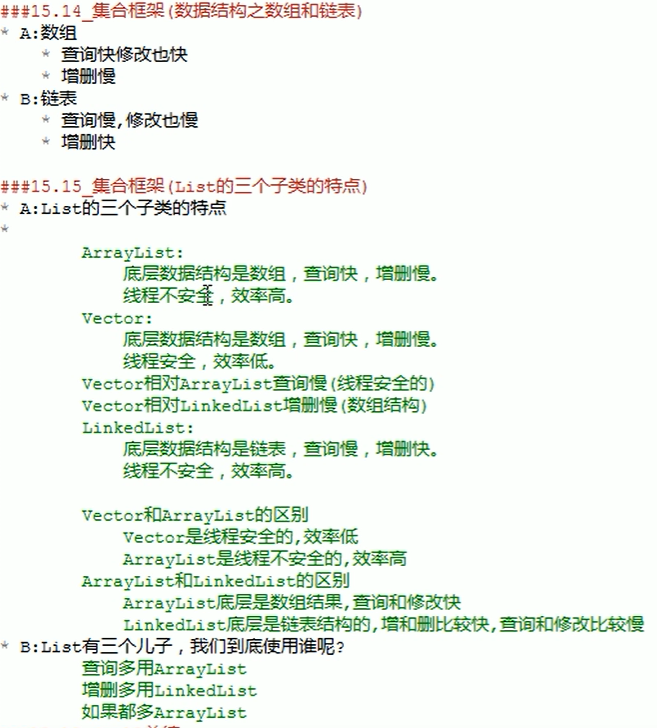 ###15.14_集合框架(数据结构之数组和链表)
* A:数组
* 查询快修改也快
* 增删慢
* B:链表
* 查询慢,修改也慢
* 增删快
###15.15_集合框架(List的三个子类的特点)
* A:List的三个子类的特点
*
ArrayList:
底层数据结构是数组，查询快，增删慢。
线程不安全，效率高。
Vector:
底层数据结构是数组，查询快，增删慢。
线程安全，效率低。
Vector相对ArrayList查询慢(线程安全的)
Vector相对LinkedList增删慢(数组结构)
LinkedList:
底层数据结构是链表，查询慢，增删快。
线程不安全，效率高。
Vector和ArrayList的区别
Vector是线程安全的,效率低
ArrayList是线程不安全的,效率高
ArrayList和LinkedList的区别
ArrayList底层是数组结果,查询和修改快
LinkedList底层是链表结构的,增和删比较快,查询和修改比较慢
* B:List有三个儿子，我们到底使用谁呢?
查询多用ArrayList
增删多用LinkedList
如果都多ArrayList